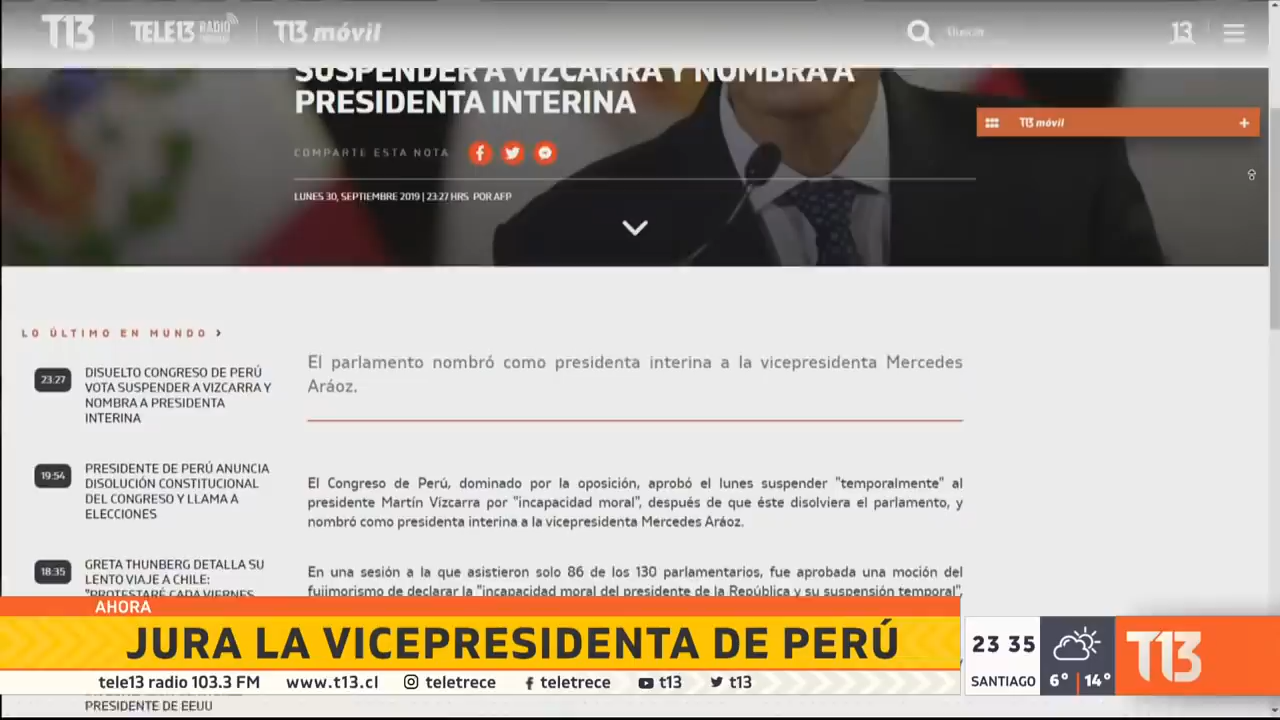 T13 TELE13 RADIO T13 móvil Buscar 13
SUSPENDER A VIZCARRA Y NOMBRA A
PRESIDENTA INTERINA
T13 móvil +
COMPARTE ESTA NOTA
LUNES 30, SEPTIEMBRE 2019 | 23:27 HRS POR AFP
LO ÚLTIMO EN MUNDO >
23:27
DISUELTO CONGRESO DE PERÚ
VOTA SUSPENDER A VIZCARRA Y
NOMBRA A PRESIDENTA
INTERINA
19:54
PRESIDENTE DE PERÚ ANUNCIA
DISOLUCIÓN CONSTITUCIONAL
DEL CONGRESO Y LLAMA A
ELECCIONES
18:35
GRETA THUNBERG DETALLA SU
LENTO VIAJE A CHILE:
"PROTESTARÉ CADA VIERNES
PRESIDENTE DE EEUU
El parlamento nombró como presidenta interina a la vicepresidenta Mercedes
Aráoz.
El Congreso de Perú, dominado por la oposición, aprobó el lunes suspender "temporalmente" al
presidente Martín Vizcarra por "incapacidad moral", después de que éste disolviera el parlamento, y
nombró como presidenta interina a la vicepresidenta Mercedes Aráoz.
En una sesión a la que asistieron solo 86 de los 130 parlamentarios, fue aprobada una moción del
fujimorismo de declarar la "incapacidad moral del presidente de la República y su suspensión temporal",
AHORA
JURA LA VICEPRESIDENTA DE PERÚ
tele13 radio 103.3 FM www.t13.cl teletrece teletrece t13 t13
23 35
SANTIAGO
6° 14°
T13